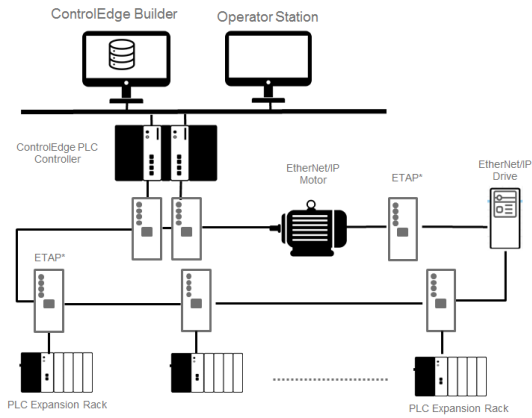 ControlEdge Builder
Operator Station
ControlEdge PLC
Controller
EtherNet/IP
Motor
ETAP*
EtherNet/IP
Drive
ETAP*
PLC Expansion Rack
PLC Expansion Rack